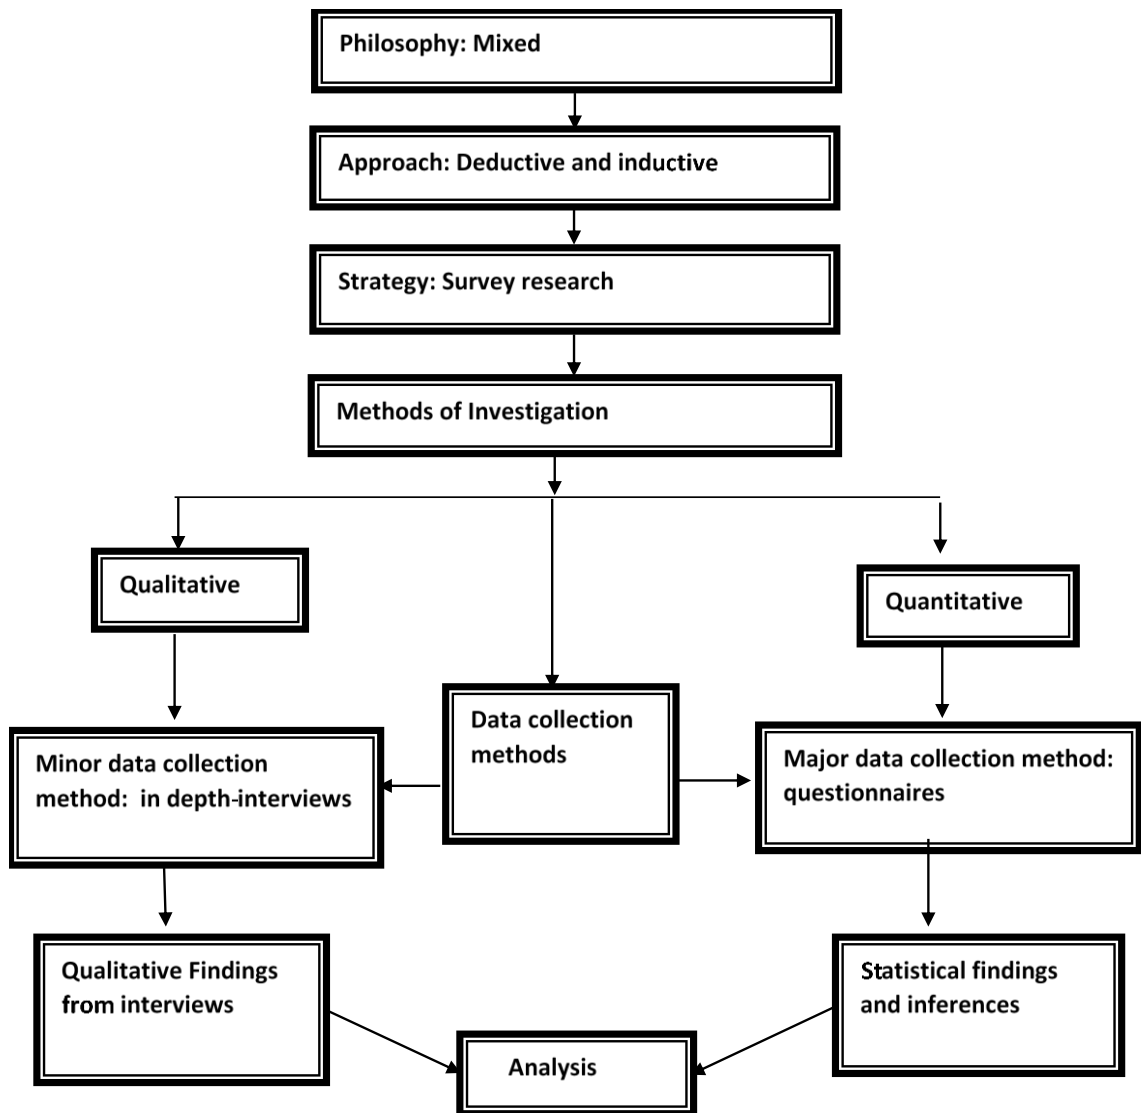 Philosophy: Mixed
Approach: Deductive and inductive
Strategy: Survey research
Methods of Investigation
Qualitative
Quantitative
Data collection
methods
Minor data collection
method:  in depth-interviews
Major data collection method:
questionnaires
Qualitative Findings
from interviews
Statistical findings
and inferences
Analysis